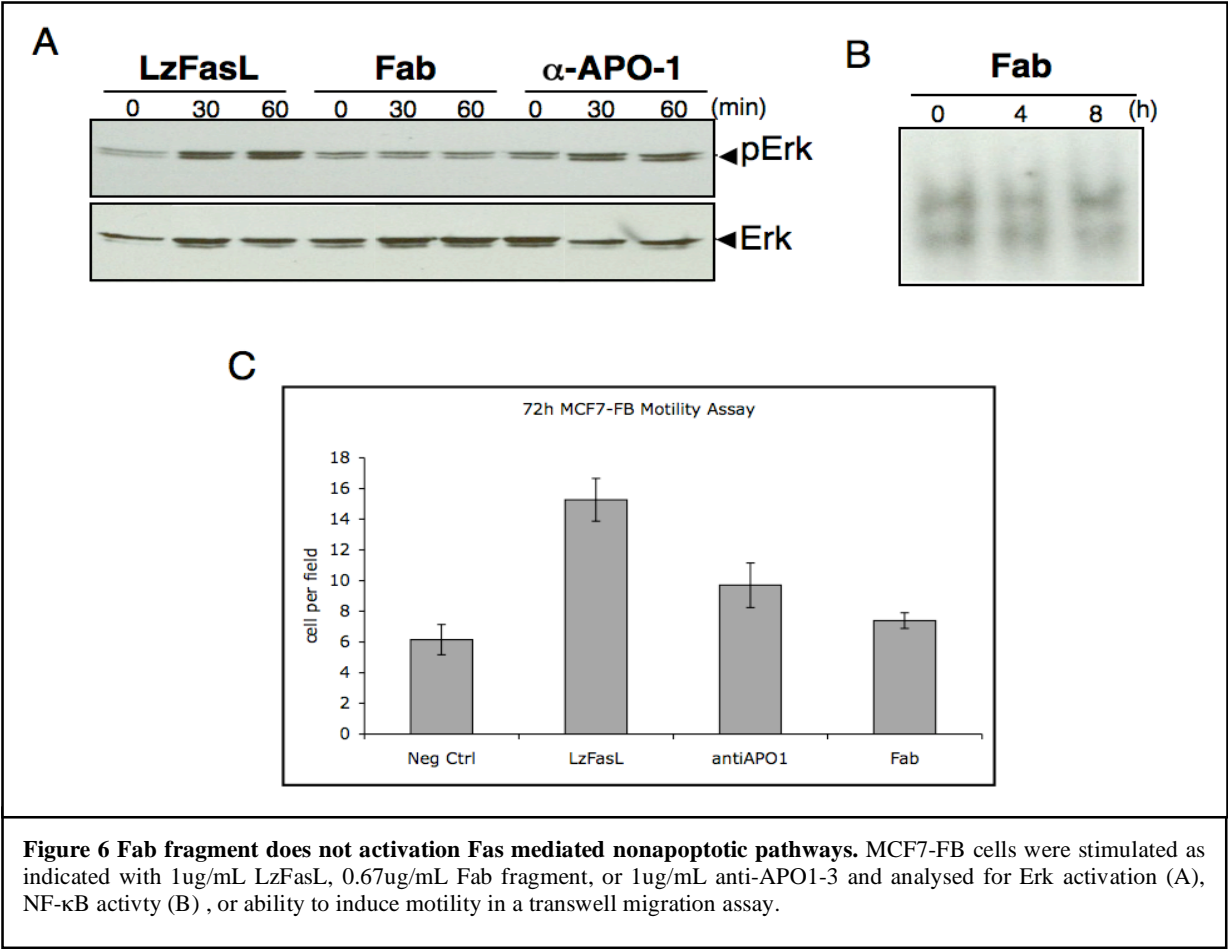 A
LzFasL Fab α-APO-1
0 30 60 0 30 60 0 30 60 (min)
pErk
Erk
B
Fab
0 4 8 (h)
C
72h MCF7-FB Motility Assay
cell per field
18
16
14
12
10
8
6
4
2
0
Neg Ctrl LzFasL antiAPO1 Fab
Figure 6 Fab fragment does not activation Fas mediated nonapoptotic pathways. MCF7-FB cells were stimulated as
indicated with 1ug/mL LzFasL, 0.67ug/mL Fab fragment, or 1ug/mL anti-APO1-3 and analysed for Erk activation (A),
NF-κB activty (B) , or ability to induce motility in a transwell migration assay.